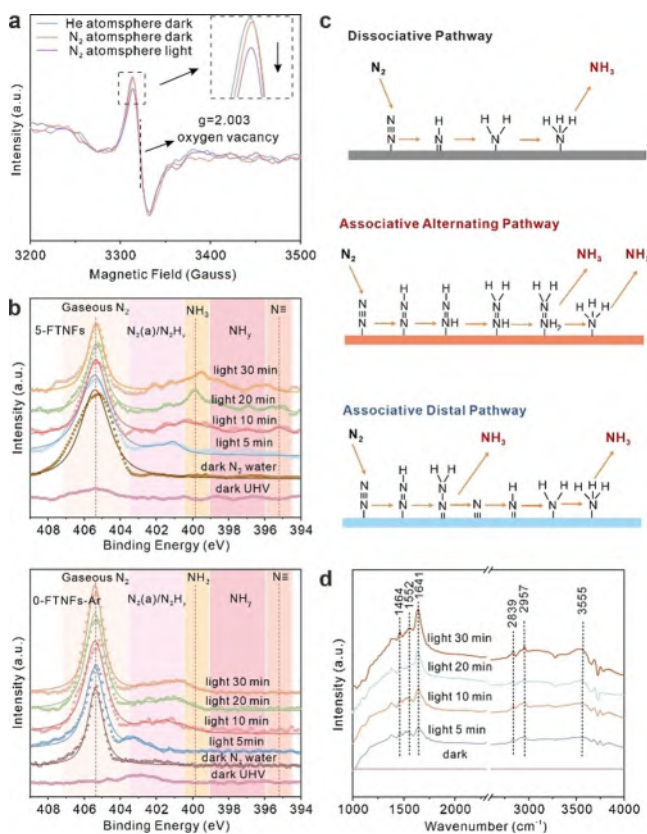 a
He atomsphere dark
N₂ atomsphere dark
N₂ atomsphere light
g=2.003
oxygen vacancy
Intensity (a.u.)
3200 3300 3400 3500
Magnetic Field (Gauss)
b
Gaseous N₂ NH₃ N≡
5-FTNFs N₂(a)/N₂Hᵧ NHᵧ
light 30 min
light 20 min
light 10 min
light 5 min
dark N₂ water
dark UHV
Intensity (a.u.)
408 406 404 402 400 398 396 394
Binding Energy (eV)
Gaseous N₂ NH₃ N≡
0-FTNFs-Ar N₂(a)/N₂Hᵧ NHᵧ
light 30 min
light 20 min
light 10 min
light 5min
dark N₂ water
dark UHV
Intensity (a.u.)
408 406 404 402 400 398 396 394
Binding Energy (eV)
c
Dissociative Pathway
N₂ NH₃
H H H H H H
N
N N N N
Associative Alternating Pathway
N₂ NH₃
H H H H H H
N N N N N H H H
N N NH NH NH₂ N
Associative Distal Pathway
N₂ NH₃ NH₃
H H H
N N N H H H H H H
N N N N N N N
d
1464 1552 1641 2839 2957 3555
light 30 min
light 20 min
light 10 min
light 5 min
dark
Intensity (a.u.)
1000 1500 2000 3000 3500 4000
Wavenumber (cm⁻¹)